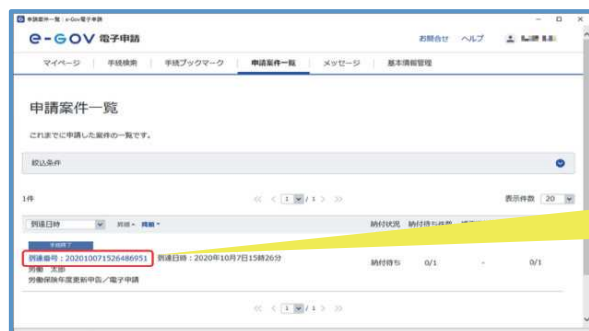 申請案件一覧 | e-Gov電子申請
e-GOV 電子申請
お問合せ ヘルプ
マイページ 手続検索 手続ブックマーク 申請案件一覧 メッセージ 基本情報管理
申請案件一覧
これまでに申請した案件の一覧です。
絞込条件
1件 << < 1 / 1 > >> 表示件数 20
到達日時 昇順 降順 納付状況 納付待ち件数
手続終了
到達番号：202010071526486951 到達日時：2020年10月7日15時26分
労働 太郎
労働保険年度更新申告／電子申請
納付待ち 0/1 - 0/1
<< < 1 / 1 > >>